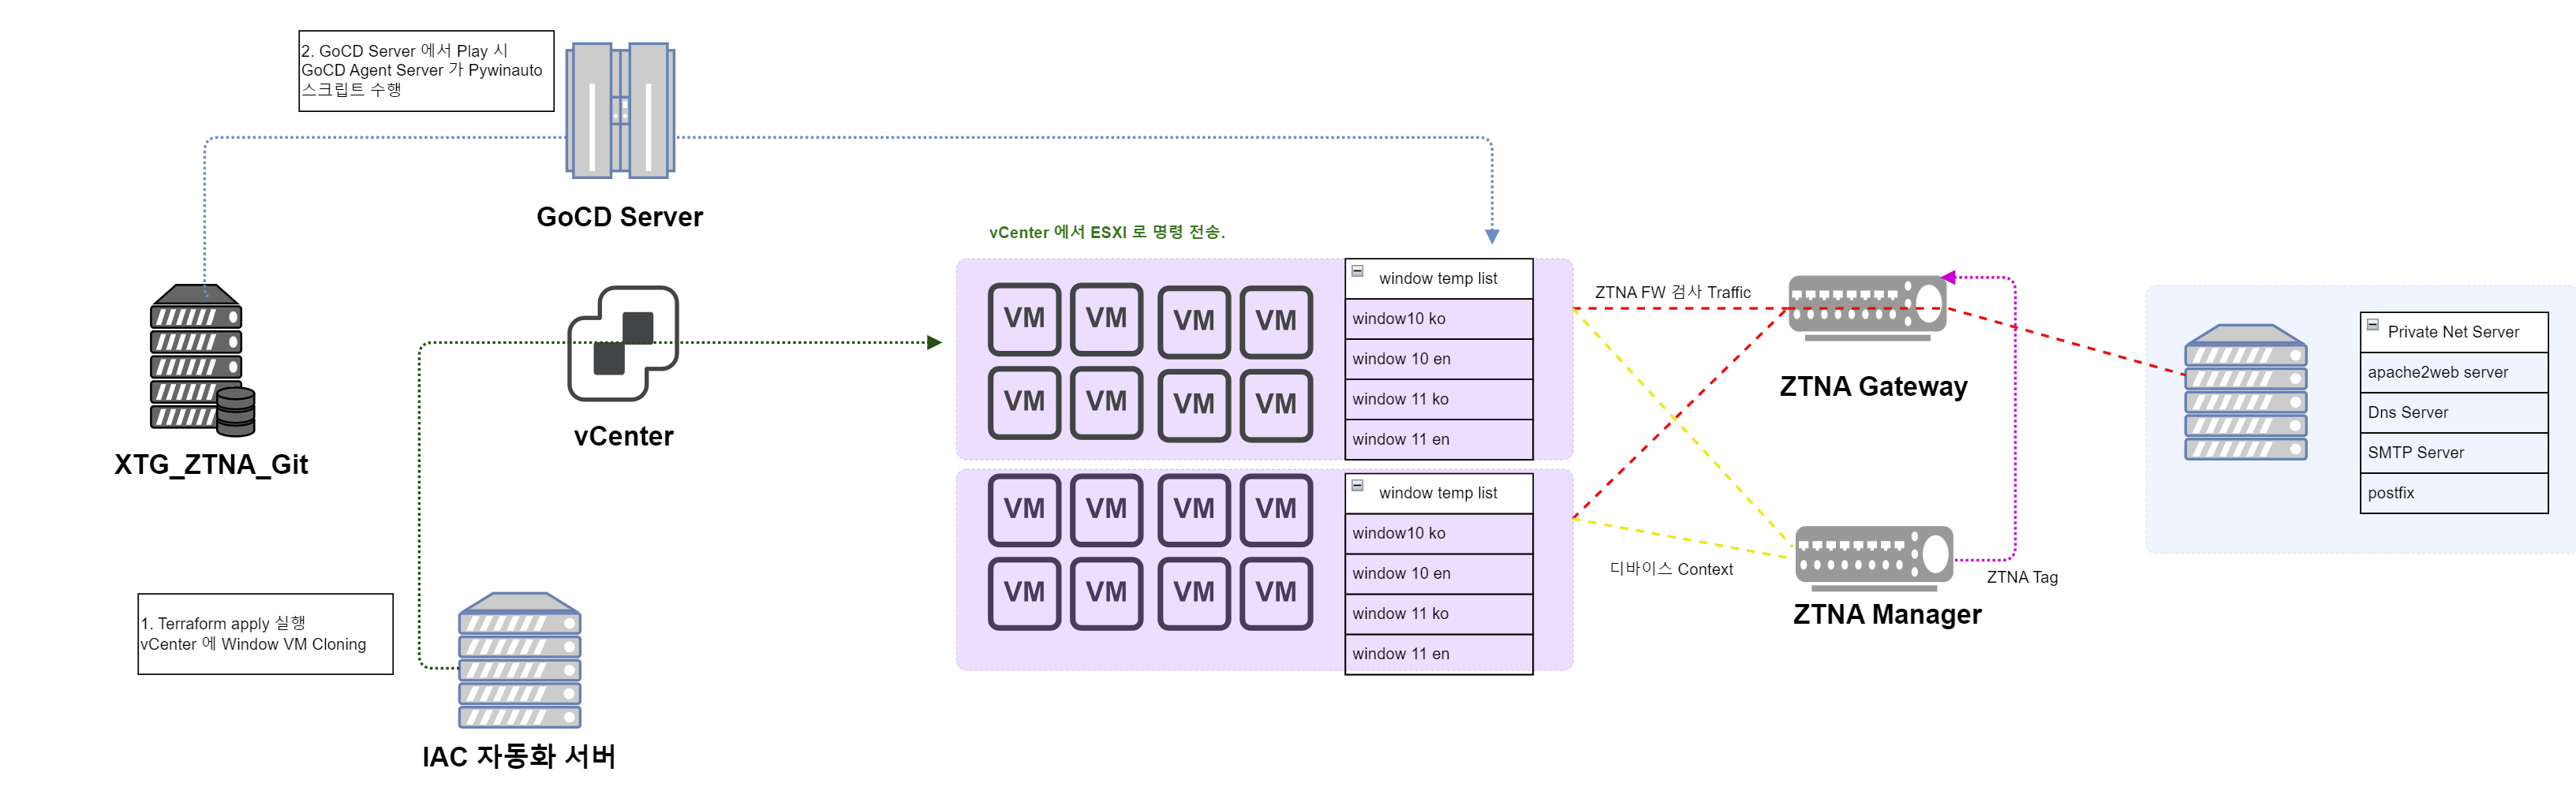 2. GoCD Server 에서 Play 시
GoCD Agent Server 가 Pywinauto
스크립트 수행
GoCD Server
XTG_ZTNA_Git
vCenter
1. Terraform apply 실행
vCenter 에 Window VM Cloning
IAC 자동화 서버
vCenter 에서 ESXI 로 명령 전송.
VM VM VM VM
VM VM VM VM
window temp list
window10 ko
window 10 en
window 11 ko
window 11 en
VM VM VM VM
VM VM VM VM
window temp list
window10 ko
window 10 en
window 11 ko
window 11 en
ZTNA FW 검사 Traffic
ZTNA Gateway
디바이스 Context
ZTNA Manager
ZTNA Tag
Private Net Server
apache2web server
Dns Server
SMTP Server
postfix